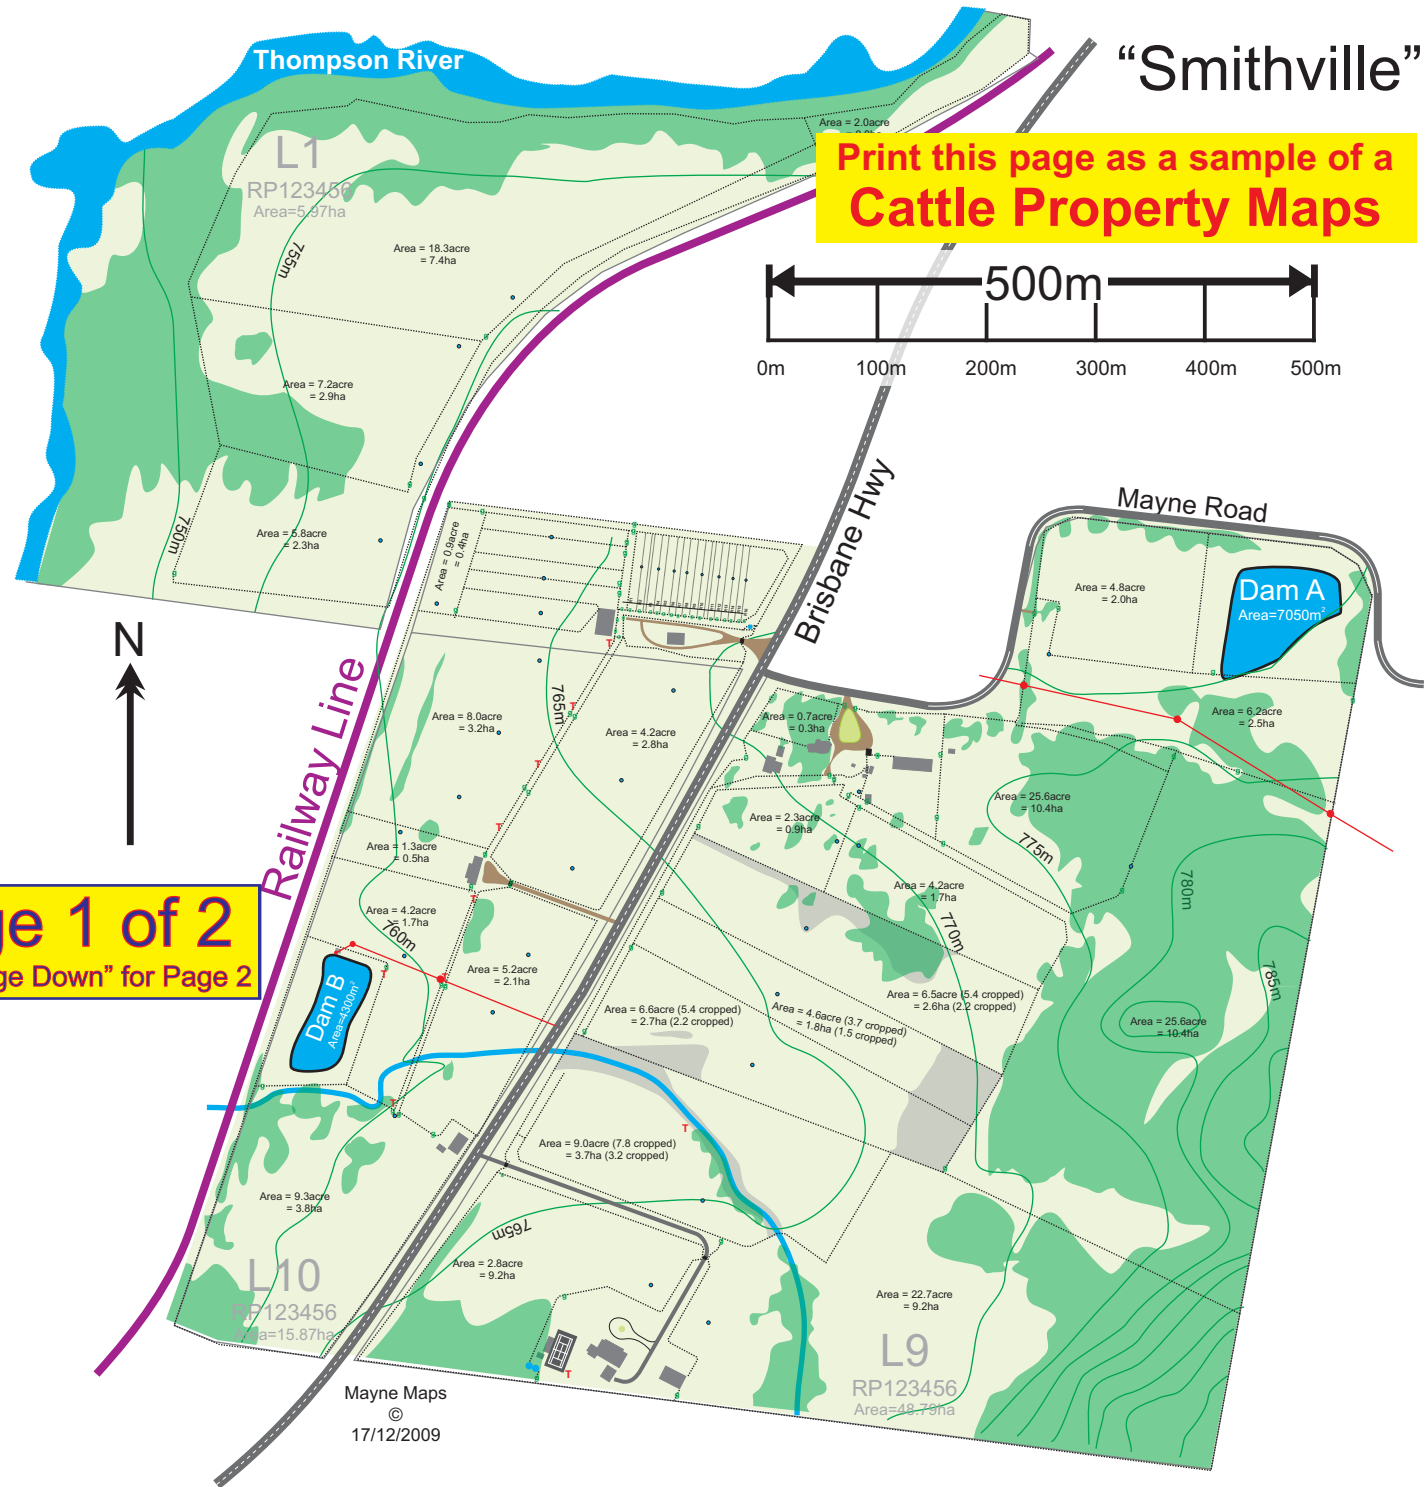 Thompson River
“Smithville”
Area = 2.0acre
Print this page as a sample of a
Cattle Property Maps
L1
RP123456
Area=5.97ha
755m
Area = 18.3acre
= 7.4ha
500m
0m 100m 200m 300m 400m 500m
Area = 7.2acre
= 2.9ha
750m
Area = 5.8acre
= 2.3ha
Area = 0.9acre
= 0.4ha
Brisbane Hwy
Mayne Road
Area = 4.8acre
= 2.0ha
Dam A
Area=7050m²
N
Railway Line
765m
Area = 8.0acre
= 3.2ha
Area = 4.2acre
= 2.8ha
Area = 0.7acre
= 0.3ha
Area = 6.2acre
= 2.5ha
Area = 25.6acre
= 10.4ha
Area = 2.3acre
= 0.9ha
775m
Area = 1.3acre
= 0.5ha
780m
Area = 4.2acre
= 1.7ha
Area = 4.2acre
= 1.7ha
760m
770m
ge 1 of 2
ge Down” for Page 2
Area = 5.2acre
= 2.1ha
785m
Dam B
Area=4300m²
Area = 6.6acre (5.4 cropped)
= 2.7ha (2.2 cropped)
Area = 4.6acre (3.7 cropped)
= 1.8ha (1.5 cropped)
Area = 6.5acre (5.4 cropped)
= 2.6ha (2.2 cropped)
Area = 25.6acre
= 10.4ha
Area = 9.0acre (7.8 cropped)
= 3.7ha (3.2 cropped)
Area = 9.3acre
= 3.8ha
765m
Area = 2.8acre
= 9.2ha
L10
RP123456
Area=15.87ha
Area = 22.7acre
= 9.2ha
L9
RP123456
Area=48.79ha
Mayne Maps
©
17/12/2009